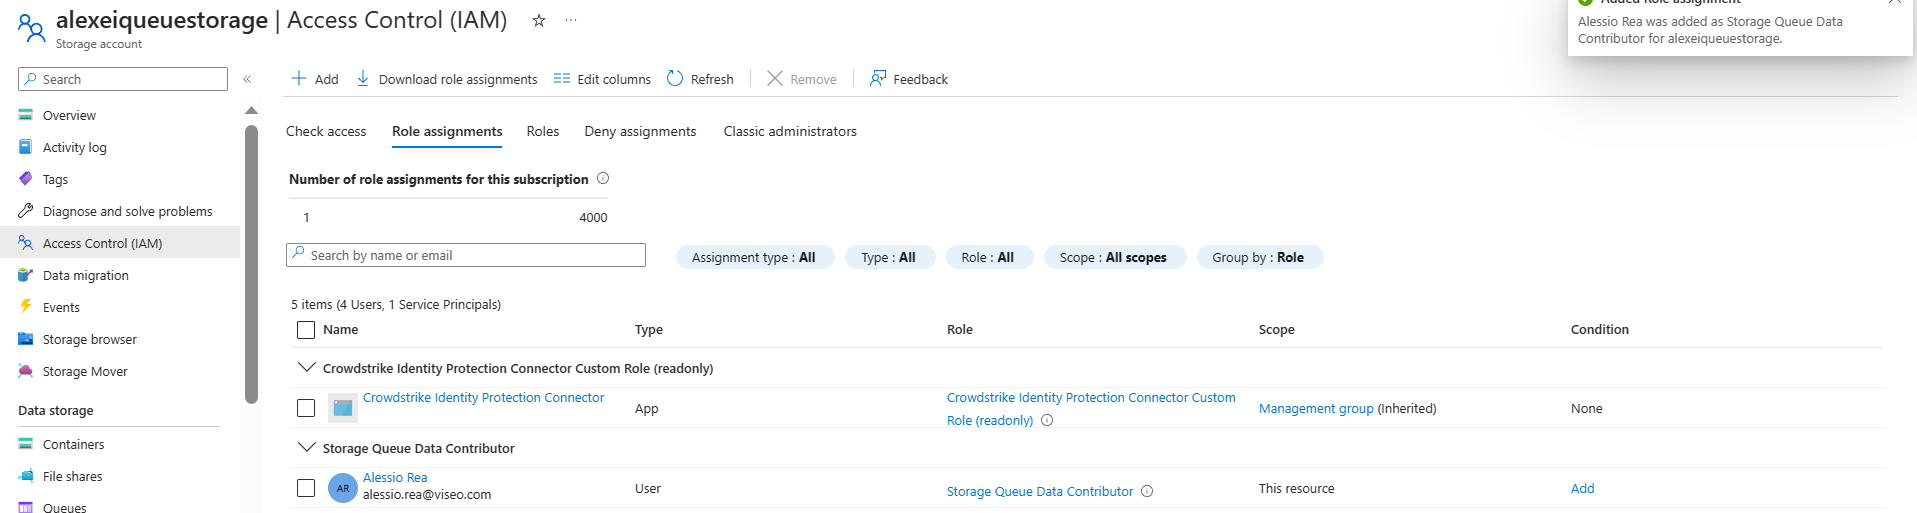 alexeiqueuestorage | Access Control (IAM) ☆ ...
Storage account
Added Role assignment
Alessio Rea was added as Storage Queue Data
Contributor for alexeiqueuestorage.
Search
«
Overview
Activity log
Tags
Diagnose and solve problems
Access Control (IAM)
Data migration
Events
Storage browser
Storage Mover
Data storage
Containers
File shares
Queues
Add Download role assignments Edit columns Refresh Remove Feedback
Check access Role assignments Roles Deny assignments Classic administrators
Number of role assignments for this subscription
1 4000
Search by name or email
Assignment type : All Type : All Role : All Scope : All scopes Group by : Role
5 items (4 Users, 1 Service Principals)
Name Type Role Scope Condition
Crowdstrike Identity Protection Connector Custom Role (readonly)
Crowdstrike Identity Protection Connector App Crowdstrike Identity Protection Connector Custom
Role (readonly) Management group (Inherited) None
Storage Queue Data Contributor
AR Alessio Rea
alessio.rea@viseo.com User Storage Queue Data Contributor This resource Add